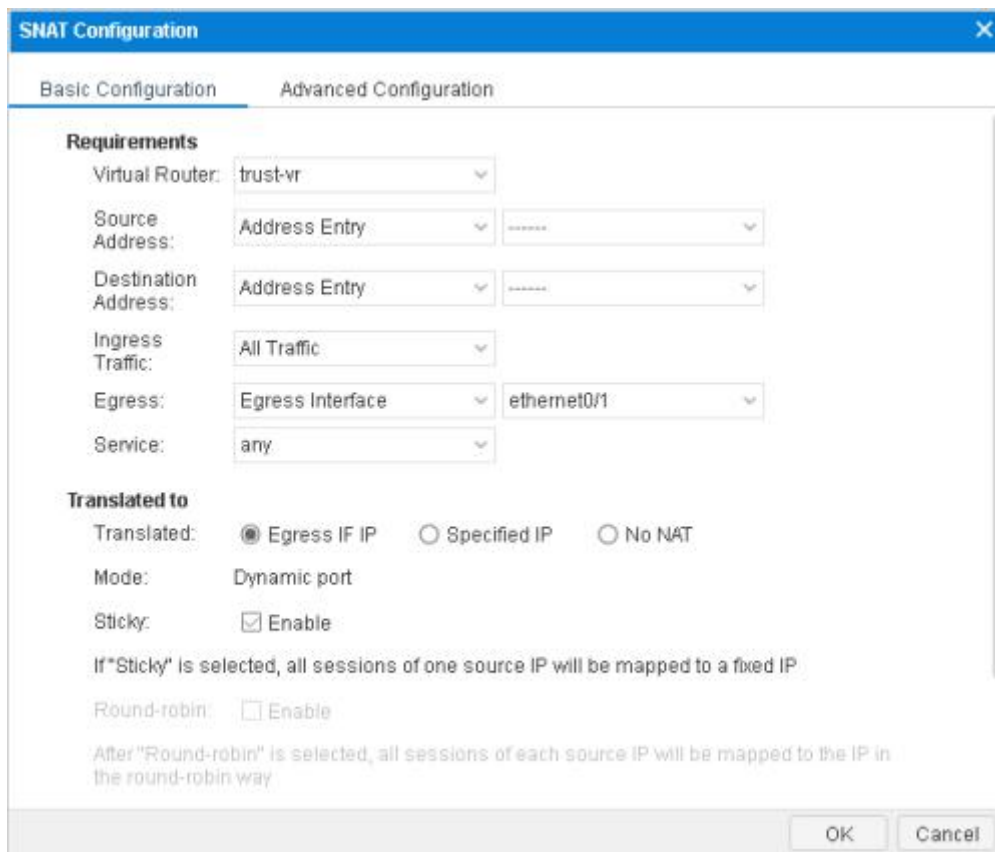 SNAT Configuration
Basic Configuration Advanced Configuration
Requirements
Virtual Router: trust-vr
Source Address: Address Entry ------
Destination Address: Address Entry ------
Ingress Traffic: All Traffic
Egress: Egress Interface ethernet0/1
Service: any
Translated to
Translated: Egress IF IP Specified IP No NAT
Mode: Dynamic port
Sticky: Enable
If "Sticky" is selected, all sessions of one source IP will be mapped to a fixed IP
Round-robin: Enable
After "Round-robin" is selected, all sessions of each source IP will be mapped to the IP in
the round-robin way
OK Cancel